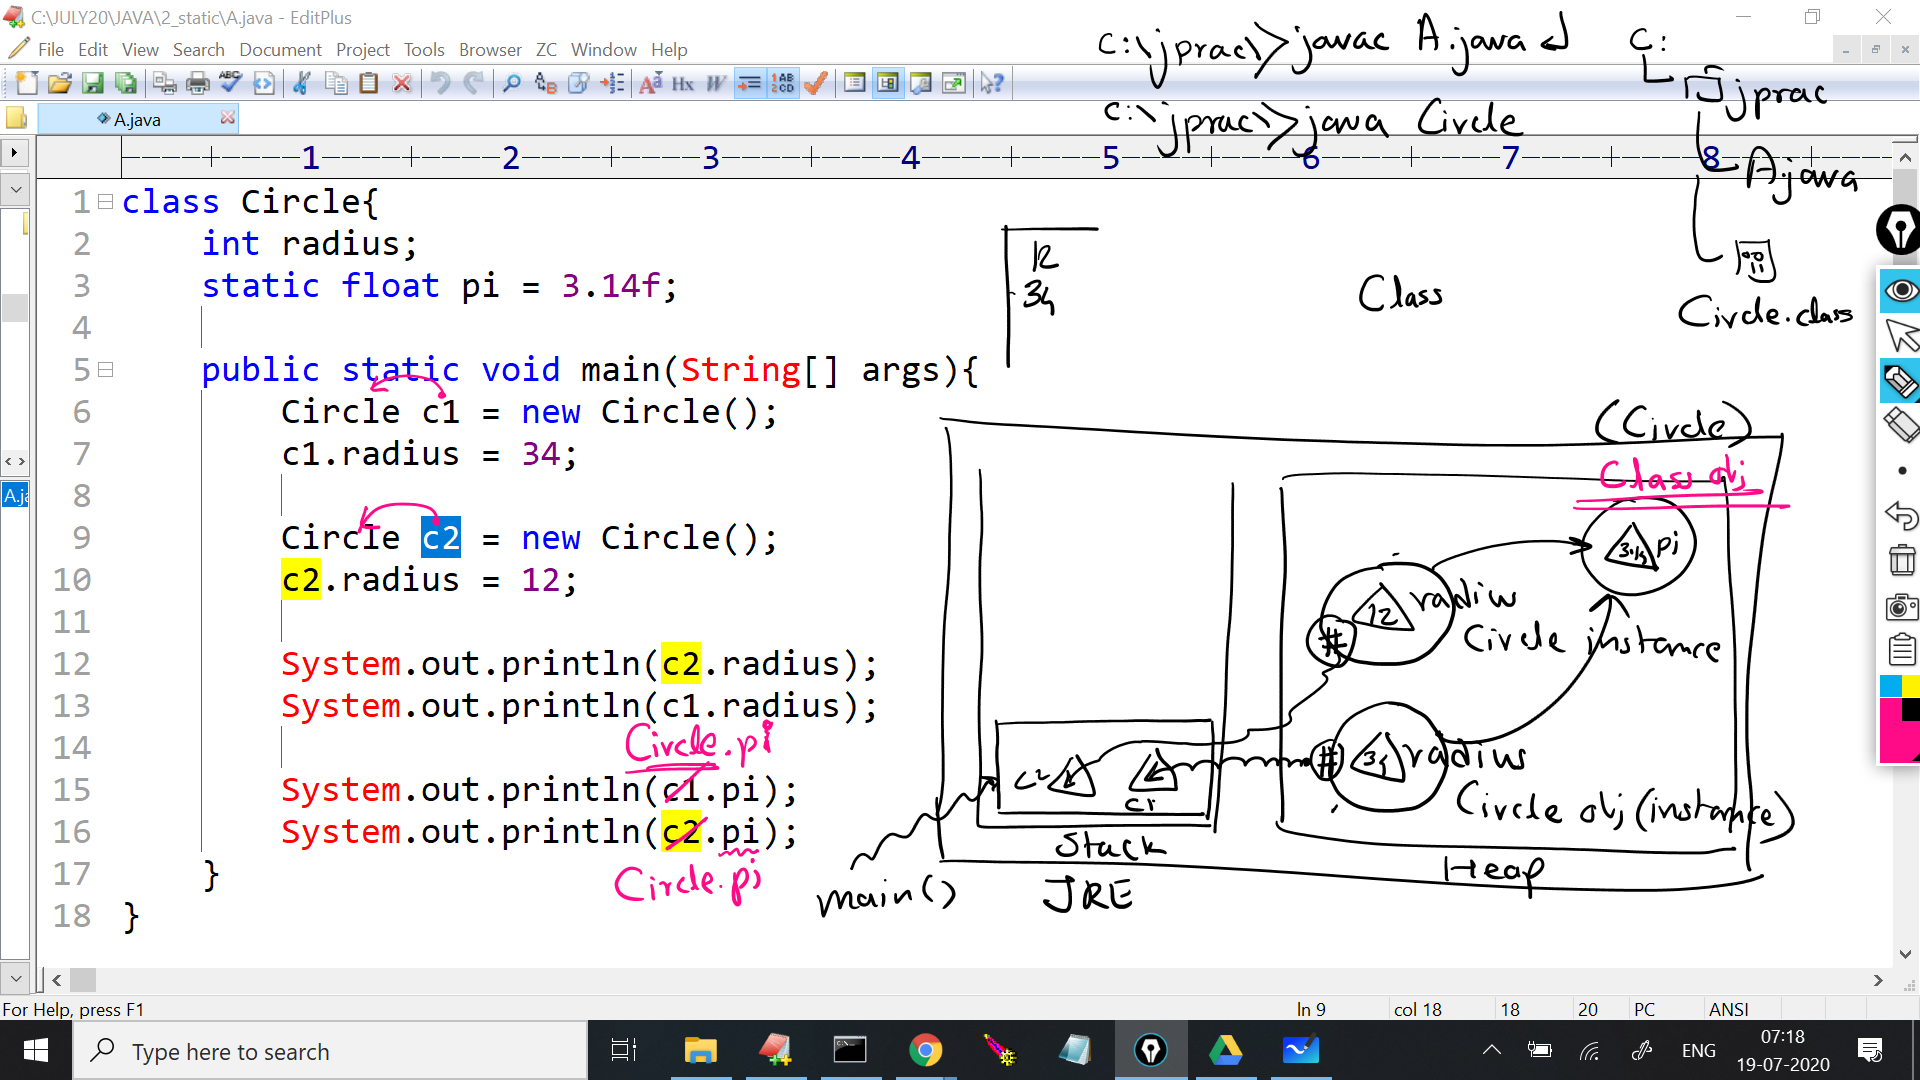 C:\JULY20\JAVA\2_static\A.java - EditPlus
File Edit View Search Document Project Tools Browser ZC Window Help
c:\jprac\>javac A.java
c:\jprac\>java Circle
C:
jprac
A.java
Circle.class
A.java
1 2 3 4 5 6 7 8
1 class Circle{
2 int radius;
3 static float pi = 3.14f;
4
5 public static void main(String[] args){
6 Circle c1 = new Circle();
7 c1.radius = 34;
8
9 Circle c2 = new Circle();
10 c2.radius = 12;
11
12 System.out.println(c2.radius);
13 System.out.println(c1.radius);
14
Circle.pi
15 System.out.println(c1.pi);
16 System.out.println(c2.pi);
Circle.pi
17 }
18 }
12
34
Class
(Circle)
Class obj
3.14 pi
12 radius
Circle instance
#
34 radius
#
Circle obj (instance)
c2
c1
Stack
Heap
main()
JRE
A.ja
For Help, press F1
ln 9 col 18 18 20 PC ANSI
Type here to search
ENG
07:18
19-07-2020